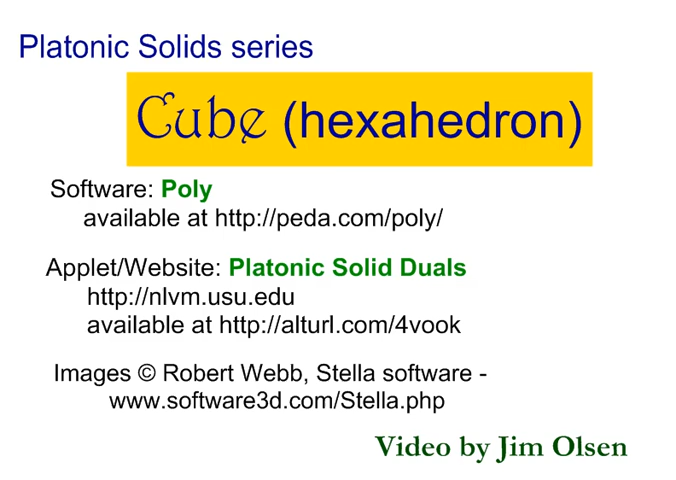 Platonic Solids series
Cube (hexahedron)
Software: Poly
available at http://peda.com/poly/
Applet/Website: Platonic Solid Duals
http://nlvm.usu.edu
available at http://alturl.com/4vook
Images © Robert Webb, Stella software -
www.software3d.com/Stella.php
Video by Jim Olsen